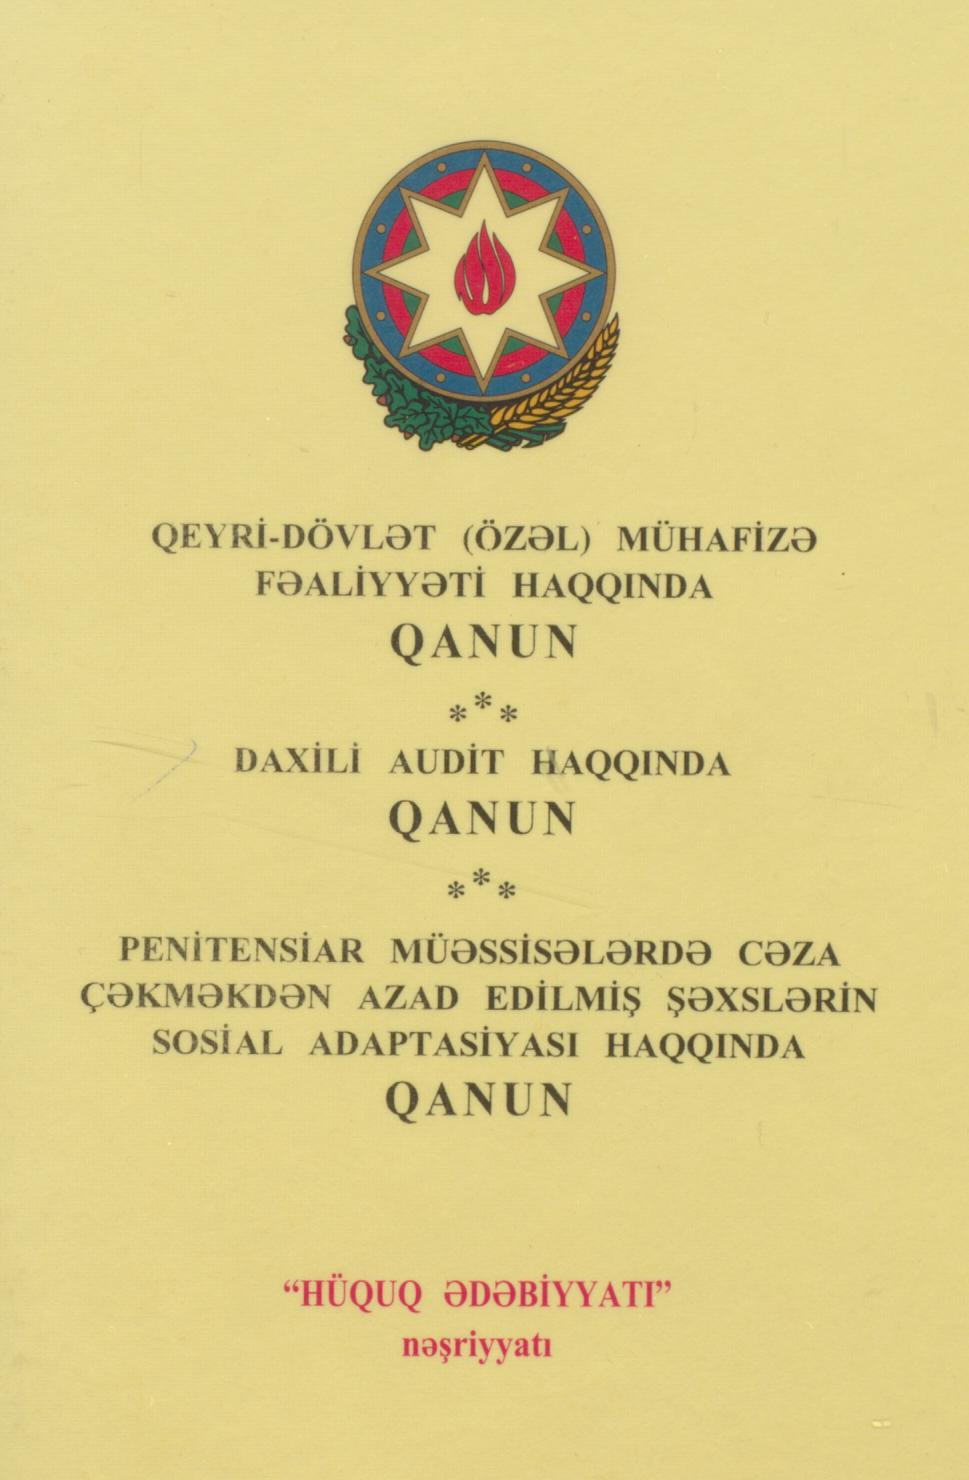 QEYRİ-DÖVLƏT (ÖZƏL) MÜHAFİZƏ
FƏALİYYƏTİ HAQQINDA
QANUN
***
DAXİLİ AUDİT HAQQINDA
QANUN
***
PENİTENSİAR MÜƏSSİSƏLƏRDƏ CƏZA
ÇƏKMƏKDƏN AZAD EDİLMİŞ ŞƏXSLƏRİN
SOSİAL ADAPTASİYASI HAQQINDA
QANUN
“HÜQUQ ƏDƏBİYYATI”
nəşriyyatı